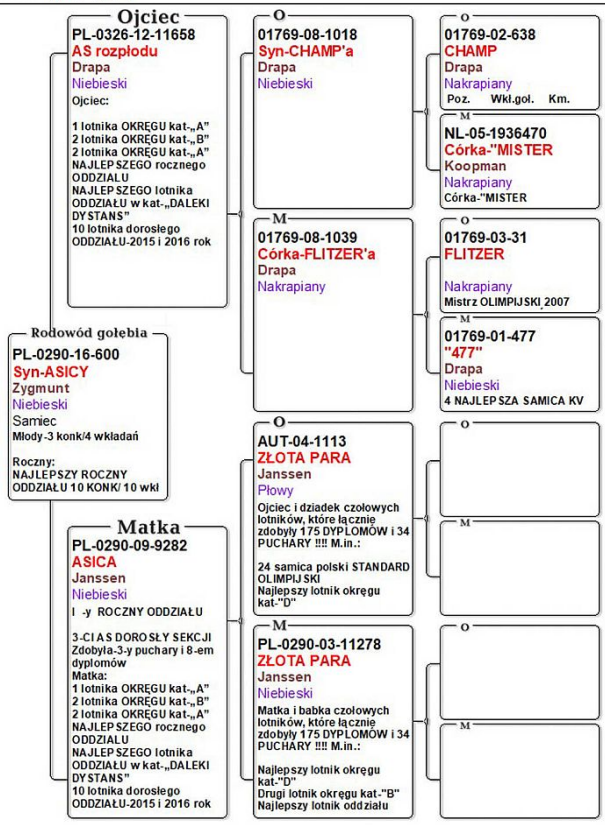 Rodowód gołębia
PL-0290-16-600
Syn-ASICY
Zygmunt
Niebieski
Samiec
Młody-3 konk/4 wkładań
Roczny:
NAJLEPSZY ROCZNY
ODDZIAŁU 10 KONK/ 10 wkl
Ojciec
PL-0326-12-11658
AS rozpłodu
Drapa
Niebieski
Ojciec:
1 lotnika OKRĘGU kat-„A”
2 lotnika OKRĘGU kat-„B”
2 lotnika OKRĘGU kat-„A”
NAJLEPSZEGO rocznego
ODDZIALU
NAJLEPSZEGO lotnika
ODDZIAŁU w kat-„DALEKI
DYSTANS”
10 lotnika dorosłego
ODDZIAŁU-2015 i 2016 rok
Matka
PL-0290-09-9282
ASICA
Janssen
Niebieski
I -y ROCZNY ODDZIAŁU
3-CI AS DOROSŁY SEKCJI
Zdobyla-3-y puchary i 8-em
dyplomów
Matka:
1 lotnika OKRĘGU kat-„A”
2 lotnika OKRĘGU kat-„B”
2 lotnika OKRĘGU kat-„A”
NAJLEPSZEGO rocznego
ODDZIALU
NAJLEPSZEGO lotnika
ODDZIAŁU w kat-„DALEKI
DYSTANS”
10 lotnika dorosłego
ODDZIAŁU-2015 i 2016 rok
O
01769-08-1018
Syn-CHAMP'a
Drapa
Niebieski
M
01769-08-1039
Córka-FLITZER'a
Drapa
Nakrapiany
O
AUT-04-1113
ZŁOTA PARA
Janssen
Płowy
Ojciec i dziadek czołowych
lotników, które łącznie
zdobyły 175 DYPLOMÓW i 34
PUCHARY !!!! M.in.:
24 samica polski STANDARD
OLIMPIJSKI
Najlepszy lotnik okręgu
kat-"D"
M
PL-0290-03-11278
ZŁOTA PARA
Janssen
Niebieski
Matka i babka czołowych
lotników, które łącznie
zdobyły 175 DYPLOMÓW i 34
PUCHARY !!!! M.in.:
Najlepszy lotnik okręgu
kat-"D"
Drugi lotnik okręgu kat-"B"
Najlepszy lotnik oddziału
O
01769-02-638
CHAMP
Drapa
Nakrapiany
Poz. Wkł.goł. Km.
M
NL-05-1936470
Córka-"MISTER
Koopman
Nakrapiany
Córka-"MISTER
O
01769-03-31
FLITZER
Nakrapiany
Mistrz OLIMPIJSKI 2007
M
01769-01-477
"477"
Drapa
Niebieski
4 NAJLEPSZA SAMICA KV
O
M
O
M